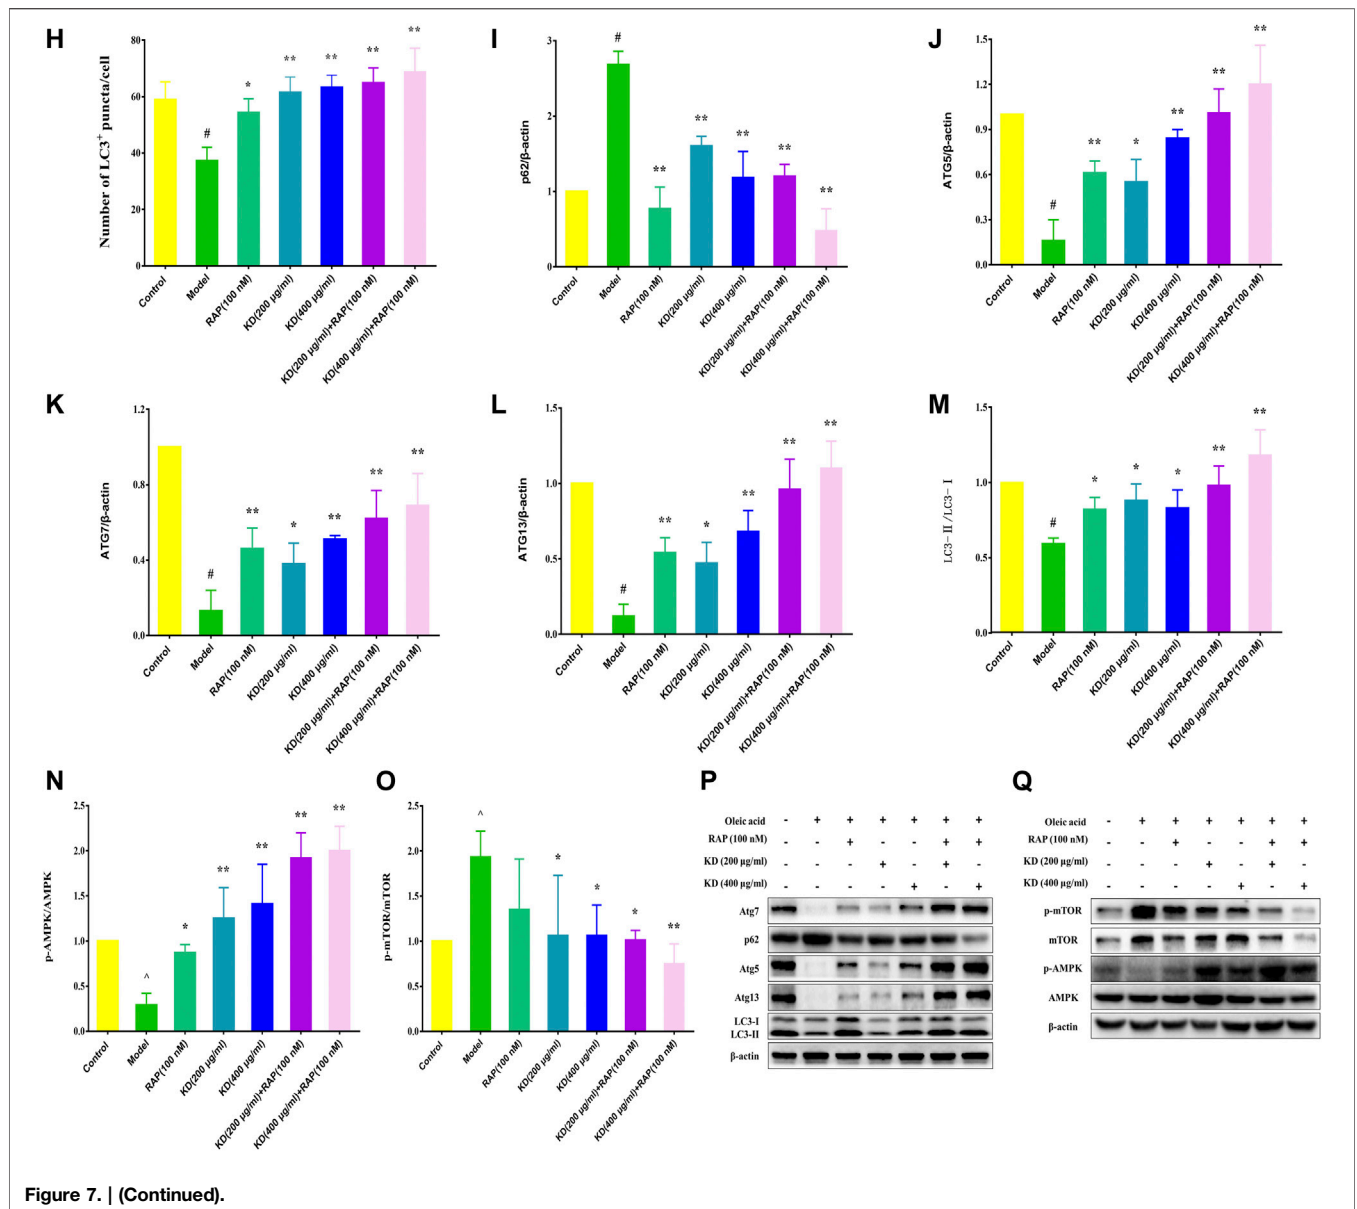 H
Number of LC3+ puncta/cell
80
60
40
20
0
#
*
**
**
**
**
Control
Model
RAP(100 nM)
KD(200 μg/ml)
KD(400 μg/ml)
KD(200 μg/ml)+RAP(100 nM)
KD(400 μg/ml)+RAP(100 nM)
I
p62/β-actin
3
2
1
0
#
**
**
**
**
**
Control
Model
RAP(100 nM)
KD(200 μg/ml)
KD(400 μg/ml)
KD(200 μg/ml)+RAP(100 nM)
KD(400 μg/ml)+RAP(100 nM)
J
ATG5/β-actin
1.5
1.2
0.9
0.6
0.3
0.0
#
**
*
**
**
**
Control
Model
RAP(100 nM)
KD(200 μg/ml)
KD(400 μg/ml)
KD(200 μg/ml)+RAP(100 nM)
KD(400 μg/ml)+RAP(100 nM)
K
ATG7/β-actin
1.2
0.8
0.4
0.0
#
**
*
**
**
**
Control
Model
RAP(100 nM)
KD(200 μg/ml)
KD(400 μg/ml)
KD(200 μg/ml)+RAP(100 nM)
KD(400 μg/ml)+RAP(100 nM)
L
ATG13/β-actin
1.5
1.0
0.5
0.0
#
**
*
**
**
**
Control
Model
RAP(100 nM)
KD(200 μg/ml)
KD(400 μg/ml)
KD(200 μg/ml)+RAP(100 nM)
KD(400 μg/ml)+RAP(100 nM)
M
LC3-II/LC3-I
1.5
1.0
0.5
0.0
#
*
*
*
**
**
Control
Model
RAP(100 nM)
KD(200 μg/ml)
KD(400 μg/ml)
KD(200 μg/ml)+RAP(100 nM)
KD(400 μg/ml)+RAP(100 nM)
N
p-AMPK/AMPK
2.5
2.0
1.5
1.0
0.5
0.0
^
*
**
**
**
**
Control
Model
RAP(100 nM)
KD(200 μg/ml)
KD(400 μg/ml)
KD(200 μg/ml)+RAP(100 nM)
KD(400 μg/ml)+RAP(100 nM)
O
p-mTOR/mTOR
2.5
2.0
1.5
1.0
0.5
0.0
^
*
*
*
**
Control
Model
RAP(100 nM)
KD(200 μg/ml)
KD(400 μg/ml)
KD(200 μg/ml)+RAP(100 nM)
KD(400 μg/ml)+RAP(100 nM)
P
Oleic acid - + + + + + +
RAP (100 nM) - - + - - + +
KD (200 μg/ml) - - - + - + -
KD (400 μg/ml) - - - - + - +
Atg7
p62
Atg5
Atg13
LC3-I
LC3-II
β-actin
Q
Oleic acid - + + + + + +
RAP (100 nM) - - + - - + +
KD (200 μg/ml) - - - + - + -
KD (400 μg/ml) - - - - + - +
p-mTOR
mTOR
p-AMPK
AMPK
β-actin
Figure 7. | (Continued).